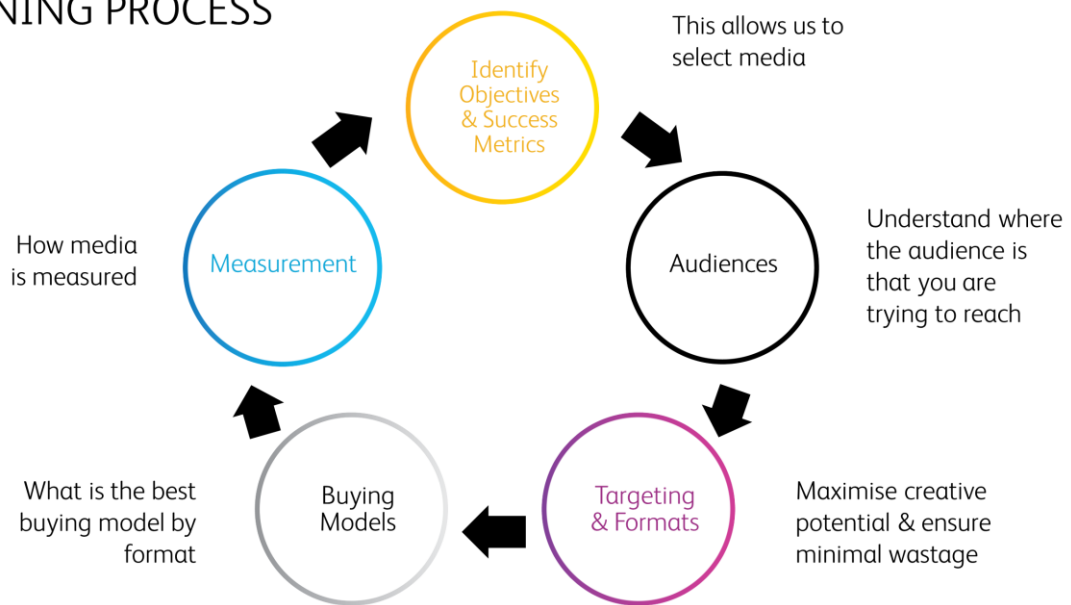 NING PROCESS
This allows us to
select media
Identify
Objectives
& Success
Metrics
Audiences
Understand where
the audience is
that you are
trying to reach
Targeting
& Formats
Maximise creative
potential & ensure
minimal wastage
Buying
Models
What is the best
buying model by
format
Measurement
How media
is measured